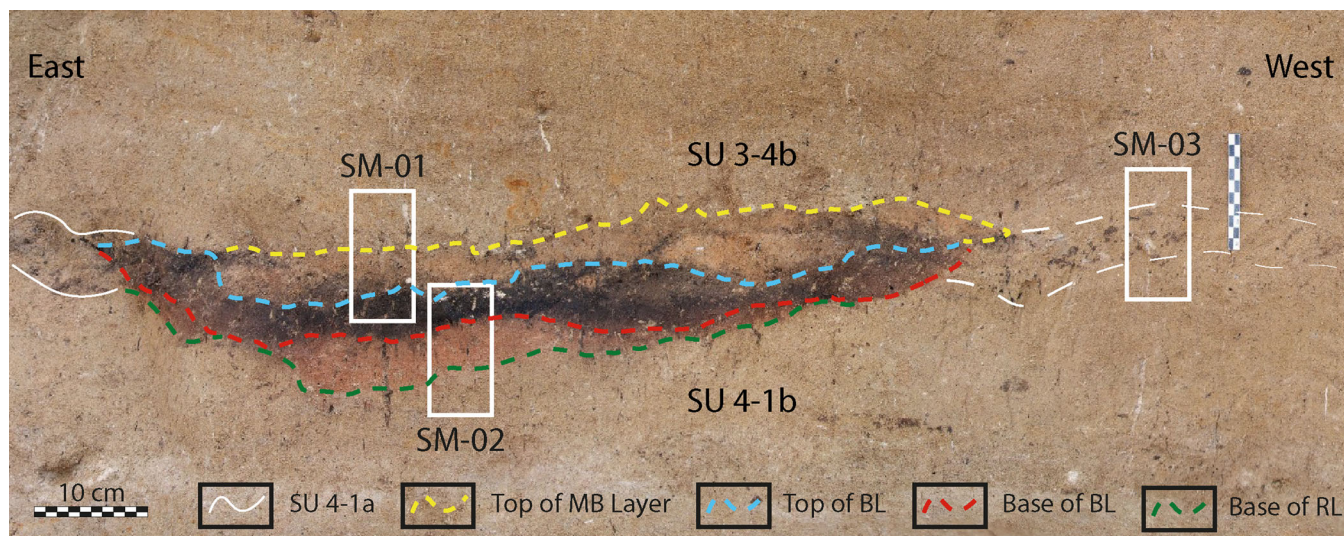 East
West
SM-01
SU 3-4b
SM-03
SU 4-1b
SM-02
10 cm
SU 4-1a
Top of MB Layer
Top of BL
Base of BL
Base of RL